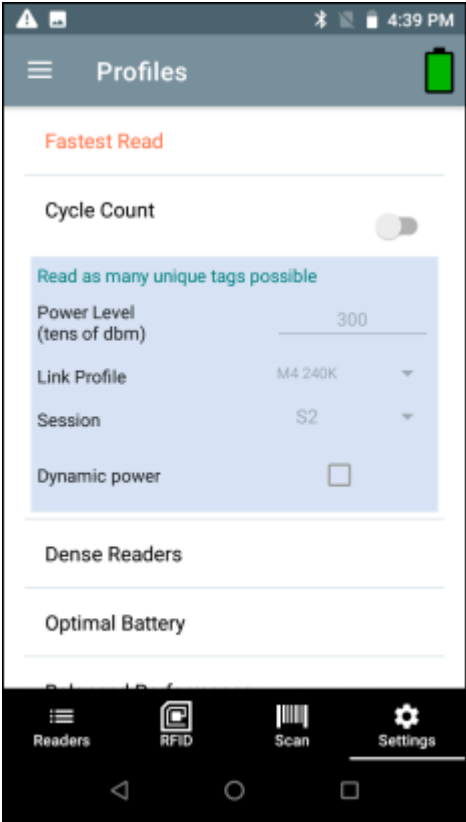 4:39 PM
Profiles
Fastest Read
Cycle Count
Read as many unique tags possible
Power Level
(tens of dbm)
300
Link Profile
M4 240K
Session
S2
Dynamic power
Dense Readers
Optimal Battery
Readers
RFID
Scan
Settings